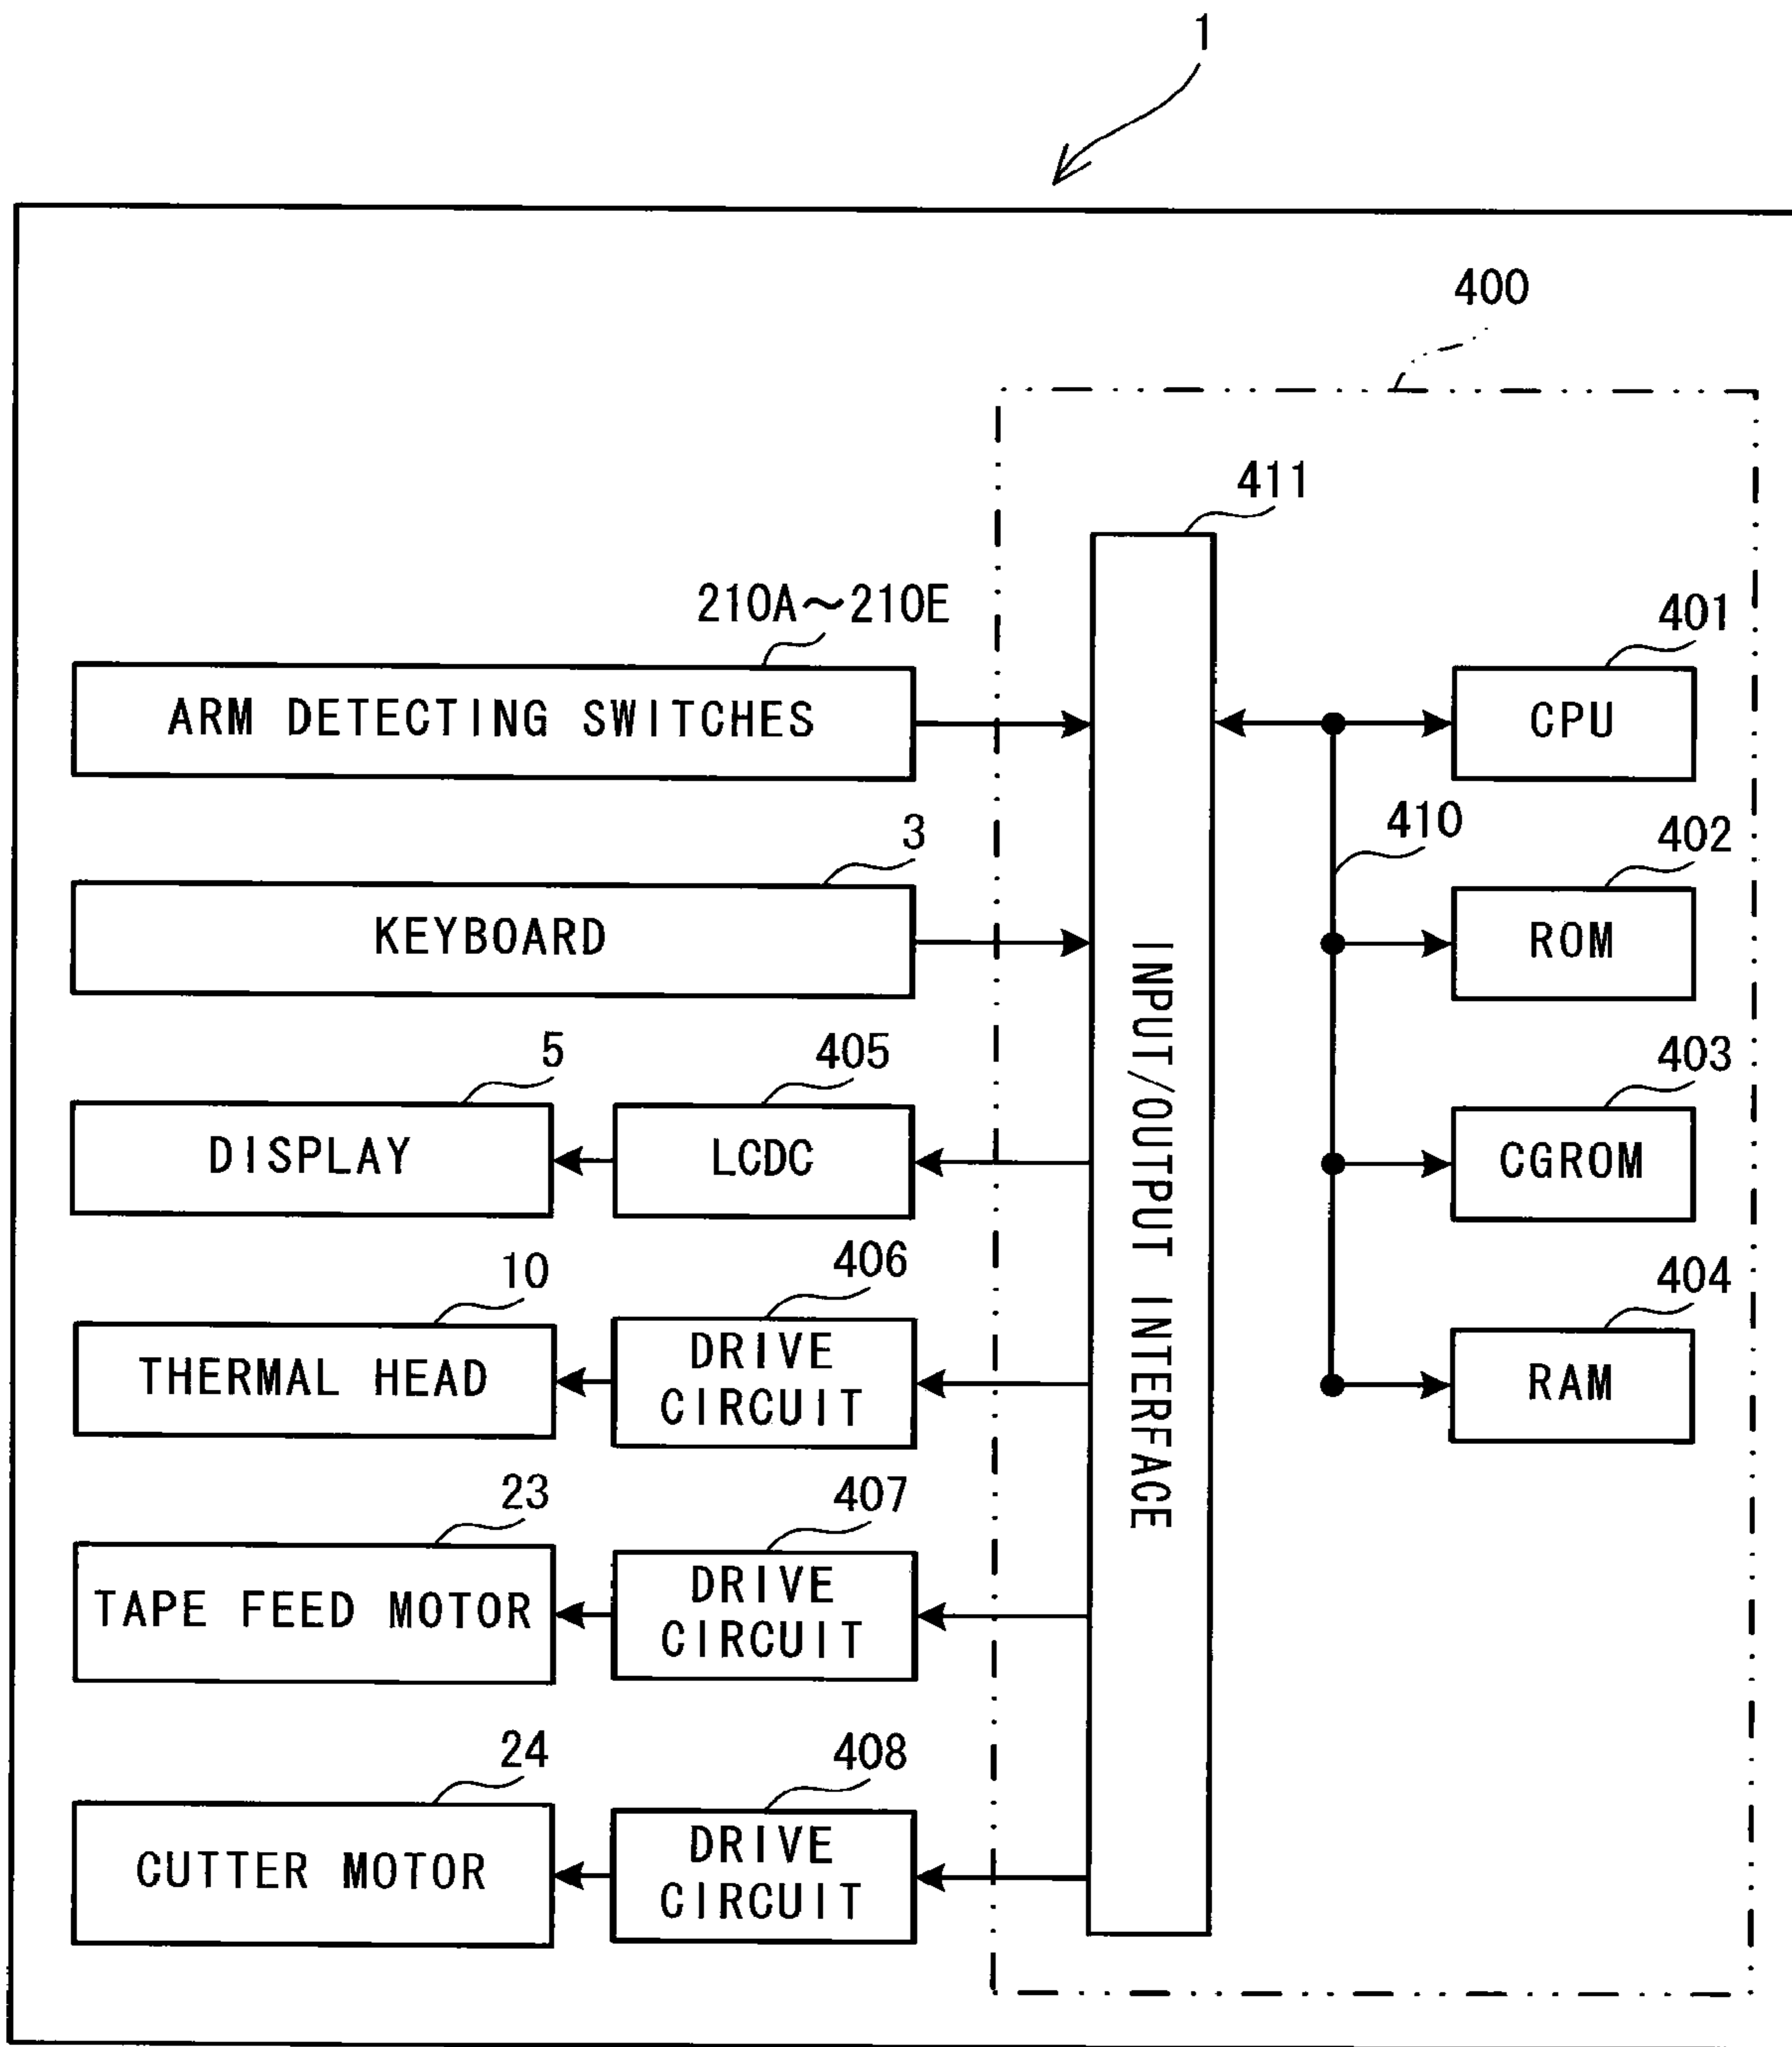 1
400
411
210A～210E
401
ARM DETECTING SWITCHES
CPU
410
3
402
KEYBOARD
ROM
INPUT/OUTPUT INTERFACE
5
405
403
DISPLAY
LCDC
CGROM
10
406
404
THERMAL HEAD
DRIVE
CIRCUIT
RAM
23
407
TAPE FEED MOTOR
DRIVE
CIRCUIT
24
408
CUTTER MOTOR
DRIVE
CIRCUIT